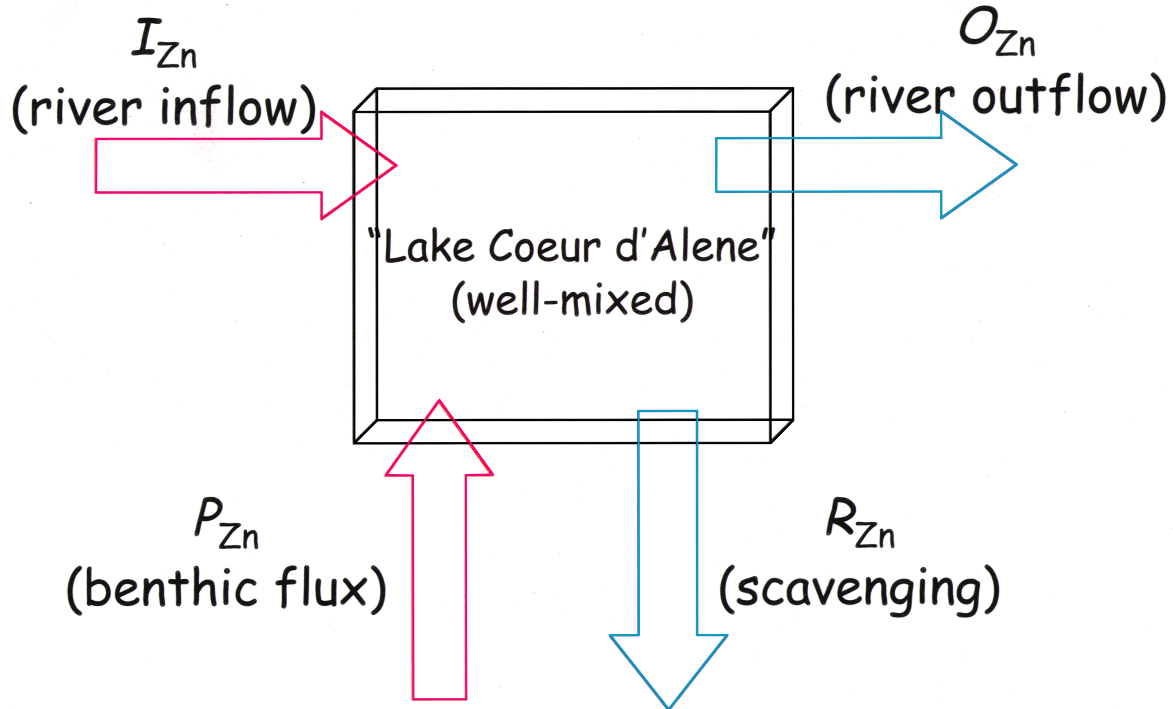 I_Zn
(river inflow)
O_Zn
(river outflow)
"Lake Coeur d'Alene"
(well-mixed)
P_Zn
(benthic flux)
R_Zn
(scavenging)